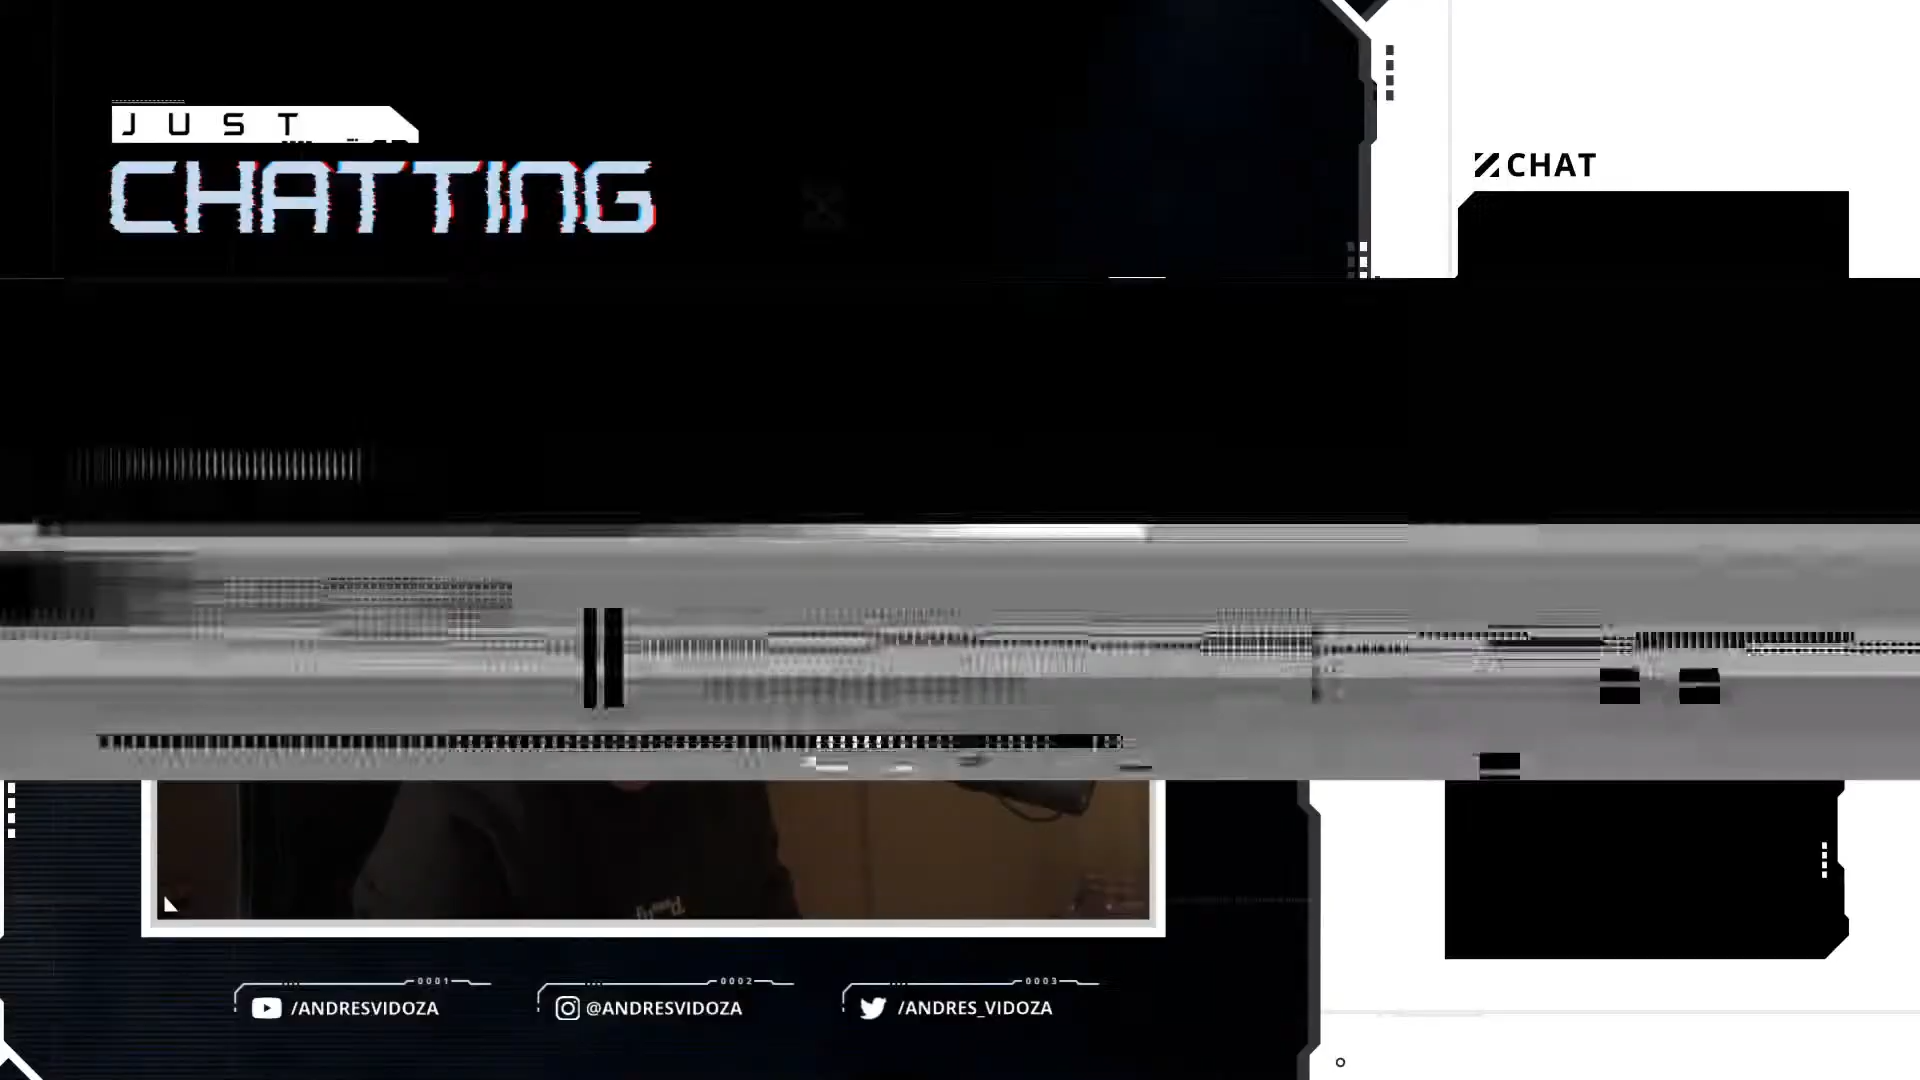 JUST
CHATTING
CHAT
0001
/ANDRESVIDOZA
0002
@ANDRESVIDOZA
0003
/ANDRES_VIDOZA